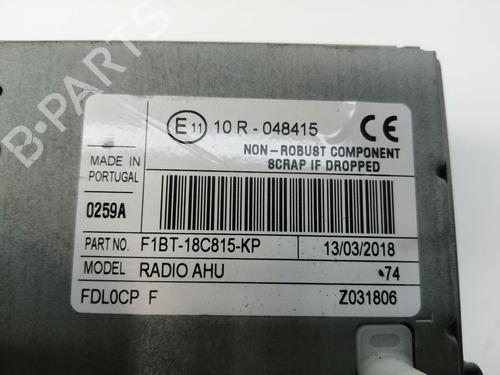 E11 10 R - 048415 CE
NON-ROBUST COMPONENT
SCRAP IF DROPPED
MADE IN
PORTUGAL
0259A
PART NO. F1BT-18C815-KP 13/03/2018
MODEL RADIO AHU -74
FDL0CP F Z031806
B-PARTS